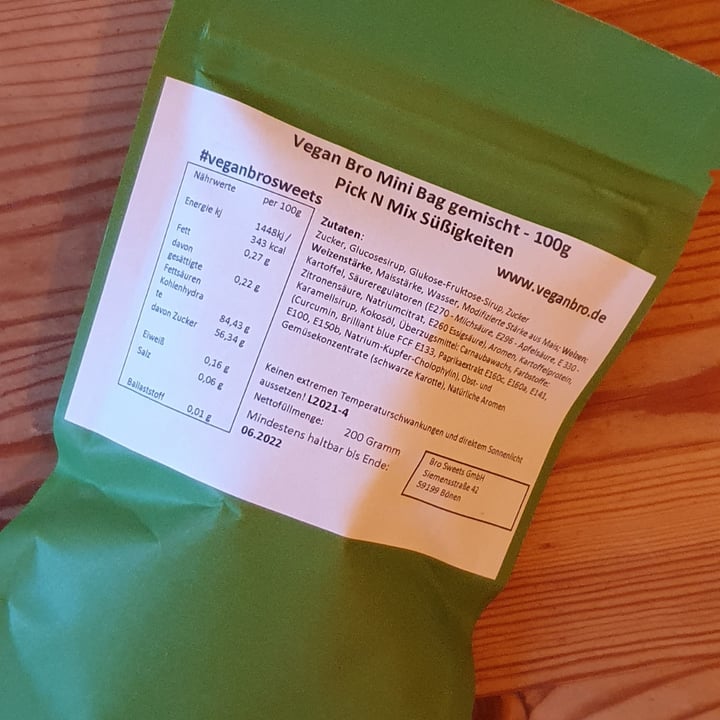 Vegan Bro Mini Bag gemischt - 100g
Pick N Mix Süßigkeiten
www.veganbro.de
#veganbrosweets
Nährwerte per 100g
Energie kj 1448kj /
343 kcal
Fett 0,27 g
davon
gesättigte
Fettsäuren 0,22 g
Kohlenhydra
te 84,43 g
davon Zucker 56,34 g
Eiweiß 0,16 g
Salz 0,06 g
Ballaststoff 0,01 g
Zutaten:
Zucker, Glucosesirup, Glukose-Fruktose-Sirup, Zucker
Weizenstärke, Maisstärke, Wasser, Modifizierte Stärke aus Mais; Weizen;
Kartoffel, Säureregulatoren (E270 - Milchsäure, E296 - Apfelsäure, E 330 -
Zitronensäure, Natriumcitrat, E260 Essigsäure), Aromen, Kartoffelprotein,
Karamelisirup, Kokosöl, Überzugsmittel: Carnaubawachs, Farbstoffe:
(Curcumin, Brilliant blue FCF E133, Paprikaextrakt E160c, E160a, E141,
E100, E150b, Natrium-Kupfer-Cholophylin), Obst- und
Gemüsekonzentrate (schwarze Karotte), Natürliche Aromen
Keinen extremen Temperaturschwankungen und direktem Sonnenlicht
aussetzen! L2021-4
Nettofüllmenge: 200 Gramm
Mindestens haltbar bis Ende:
06.2022
Bro Sweets GmbH
Siemensstraße 42
59199 Bönen